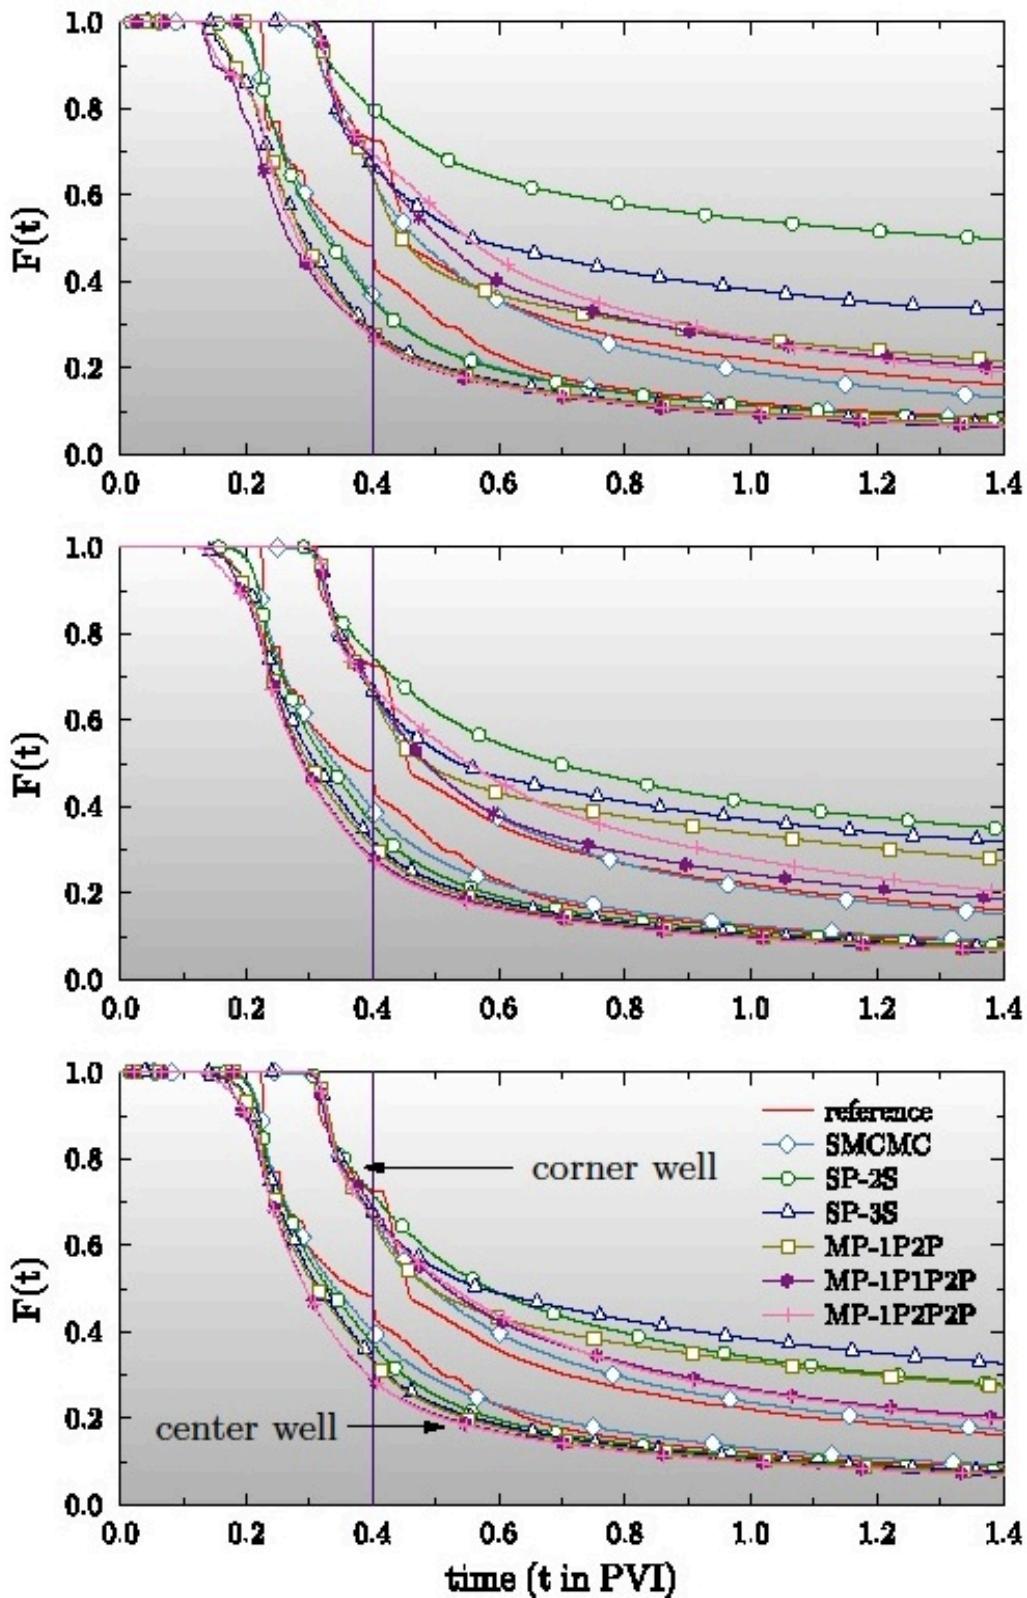 1.0
0.8
0.6
0.4
0.2
0.0
F(t)
0.0 0.2 0.4 0.6 0.8 1.0 1.2 1.4
1.0
0.8
0.6
0.4
0.2
0.0
F(t)
0.0 0.2 0.4 0.6 0.8 1.0 1.2 1.4
1.0
0.8
0.6
0.4
0.2
0.0
F(t)
reference
SMCMC
SP-2S
SP-3S
MP-1P2P
MP-1P1P2P
MP-1P2P2P
corner well
center well
0.0 0.2 0.4 0.6 0.8 1.0 1.2 1.4
time (t in PVI)